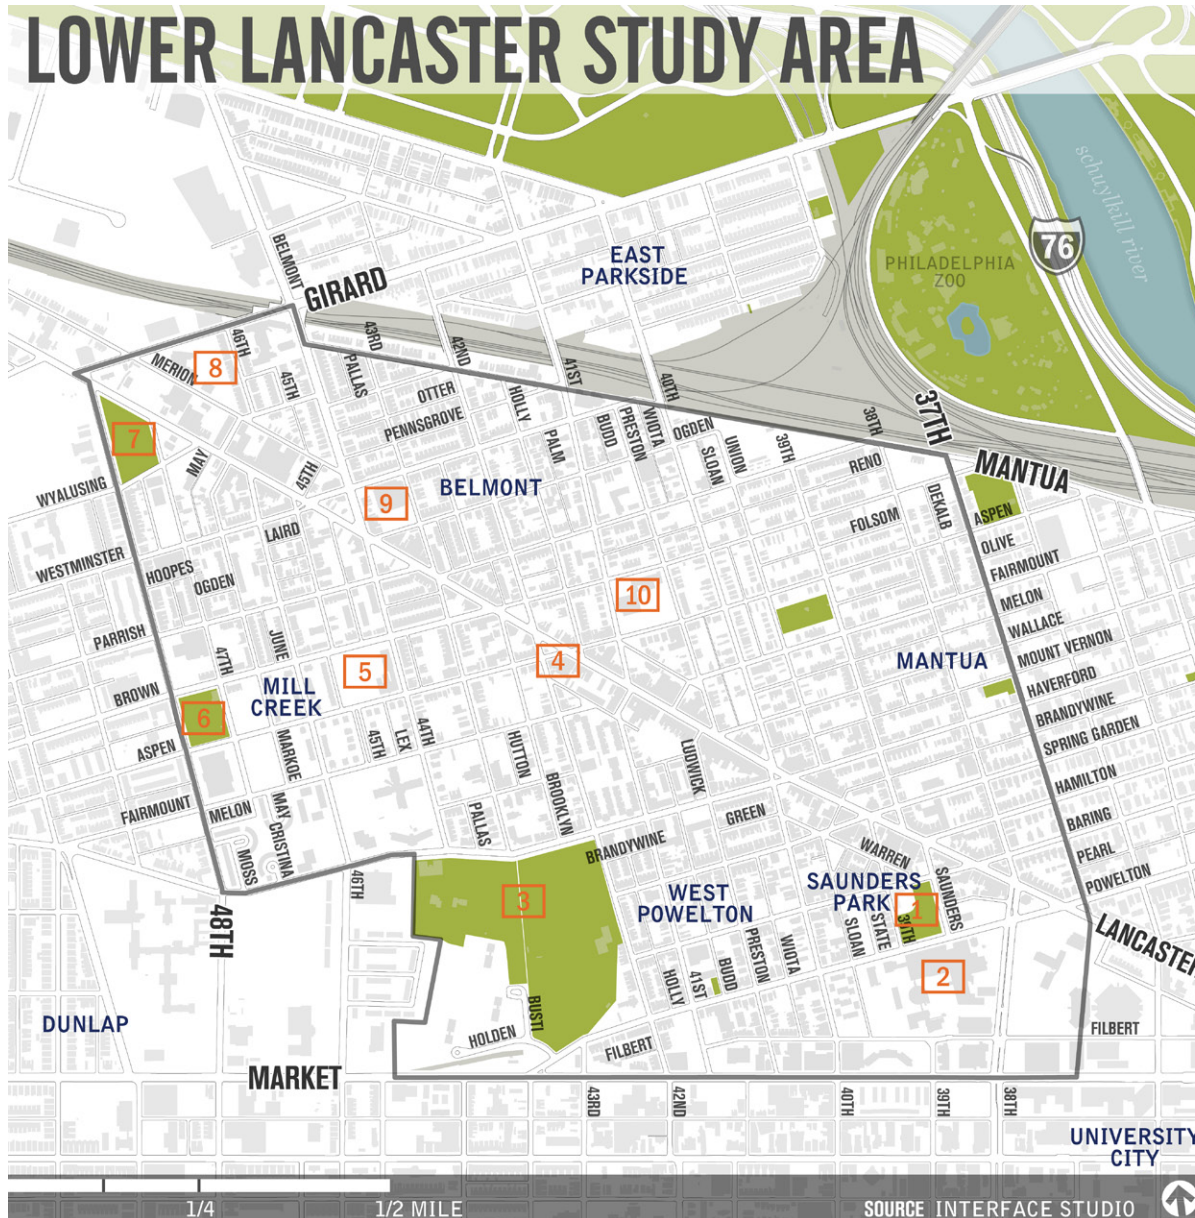 LOWER LANCASTER STUDY AREA
schuylkill river
76
BELMONT
EAST
PARKSIDE
PHILADELPHIA
ZOO
GIRARD
46TH
MERION
8
45TH
43RD
PALLAS
42ND
OTTER
PENNSGROVE
HOLLY
41ST
PALM
40TH
BUDD
PRESTON
WIOTA
OGDEN
SLOAN
UNION
39TH
38TH
37TH
RENO
MANTUA
7
MAY
WYALUSING
45TH
9
BELMONT
LAIRD
FOLSOM
DEKALB
ASPEN
OLIVE
FAIRMOUNT
WESTMINSTER
HOOPES
OGDEN
10
MELON
WALLACE
MOUNT VERNON
PARRISH
JUNE
47TH
5
4
MANTUA
HAVERFORD
BROWN
MILL
CREEK
6
BRANDYWINE
SPRING GARDEN
ASPEN
MARKOE
45TH
LEX
44TH
HUTTON
BROOKLYN
LUDWICK
HAMILTON
FAIRMOUNT
MELON
MAY
CRISTINA
MOSS
PALLAS
GREEN
BARING
BRANDYWINE
WARREN
PEARL
POWELTON
46TH
48TH
3
WEST
POWELTON
SAUNDERS
PARK
SAUNDERS
1
39TH
STATE
SLOAN
LANCASTER
WIOTA
PRESTON
BUDD
41ST
HOLLY
2
DUNLAP
BUSTI
HOLDEN
FILBERT
FILBERT
MARKET
43RD
42ND
40TH
39TH
38TH
UNIVERSITY
CITY
1/4
1/2 MILE
SOURCE INTERFACE STUDIO